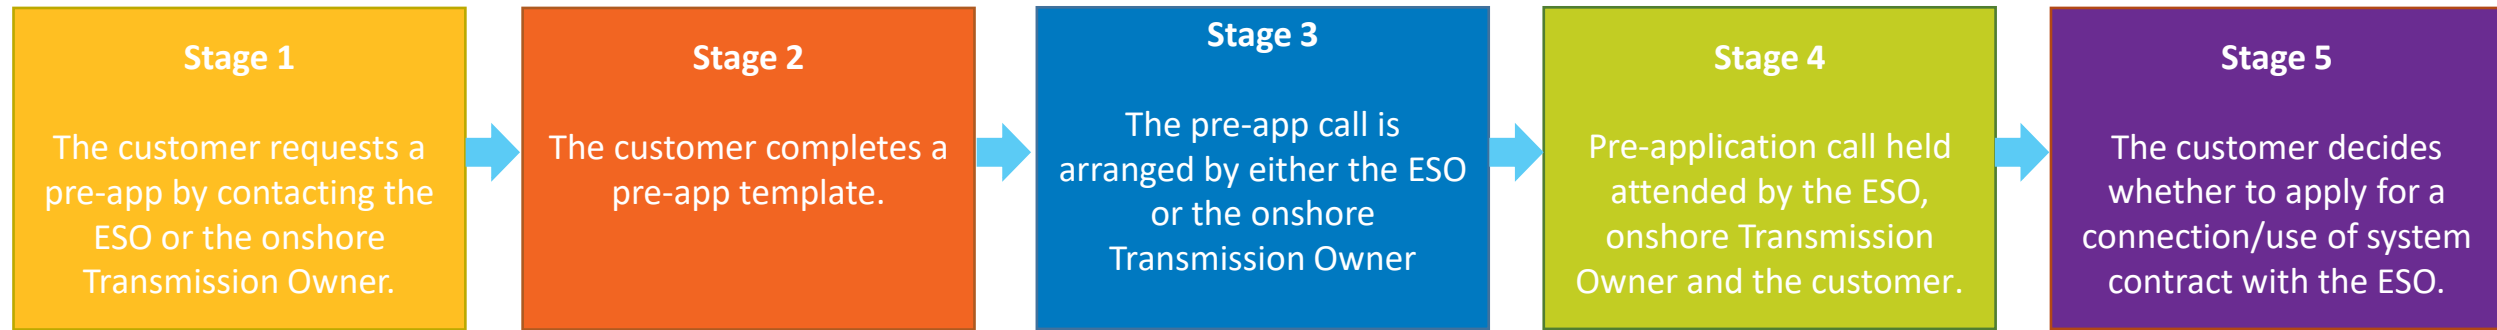 Stage 1
The customer requests a
pre-app by contacting the
ESO or the onshore
Transmission Owner.
Stage 2
The customer completes a
pre-app template.
Stage 3
The pre-app call is
arranged by either the ESO
or the onshore
Transmission Owner
Stage 4
Pre-application call held
attended by the ESO,
onshore Transmission
Owner and the customer.
Stage 5
The customer decides
whether to apply for a
connection/use of system
contract with the ESO.